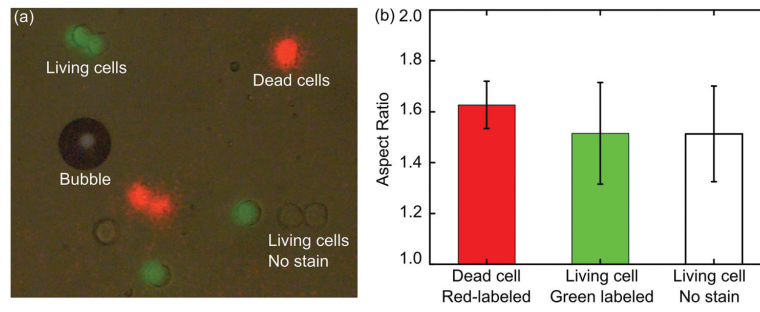 (a)
Living cells
Dead cells
Bubble
Living cells
No stain
(b)
Aspect Ratio
2.0
1.8
1.6
1.4
1.2
1.0
Dead cell
Red-labeled
Living cell
Green labeled
Living cell
No stain